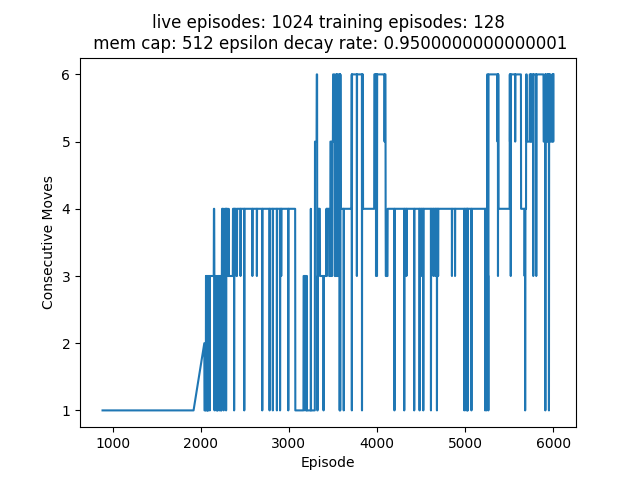 live episodes: 1024 training episodes: 128
mem cap: 512 epsilon decay rate: 0.9500000000000001
6
5
4
3
2
1
Consecutive Moves
1000 2000 3000 4000 5000 6000
Episode